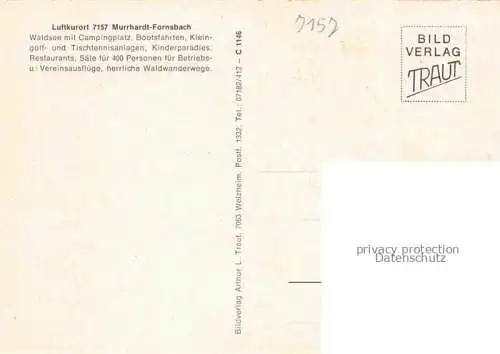 Luftkurort 7157 Murrhardt-Fornsbach
Waldsee mit Campingplatz, Bootsfahrten, Klein-
golf- und Tischtennisanlagen, Kinderparadies.
Restaurants, Säle für 400 Personen für Betriebs-
u. Vereinsausflüge, herrliche Waldwanderwege.
Bildverlag Arthur L. Traut, 7063 Welzheim, Postf. 1332, Tel.: 07182/412 – C 1146
7157
BILD
VERLAG
TRAUT
privacy protection
Datenschutz